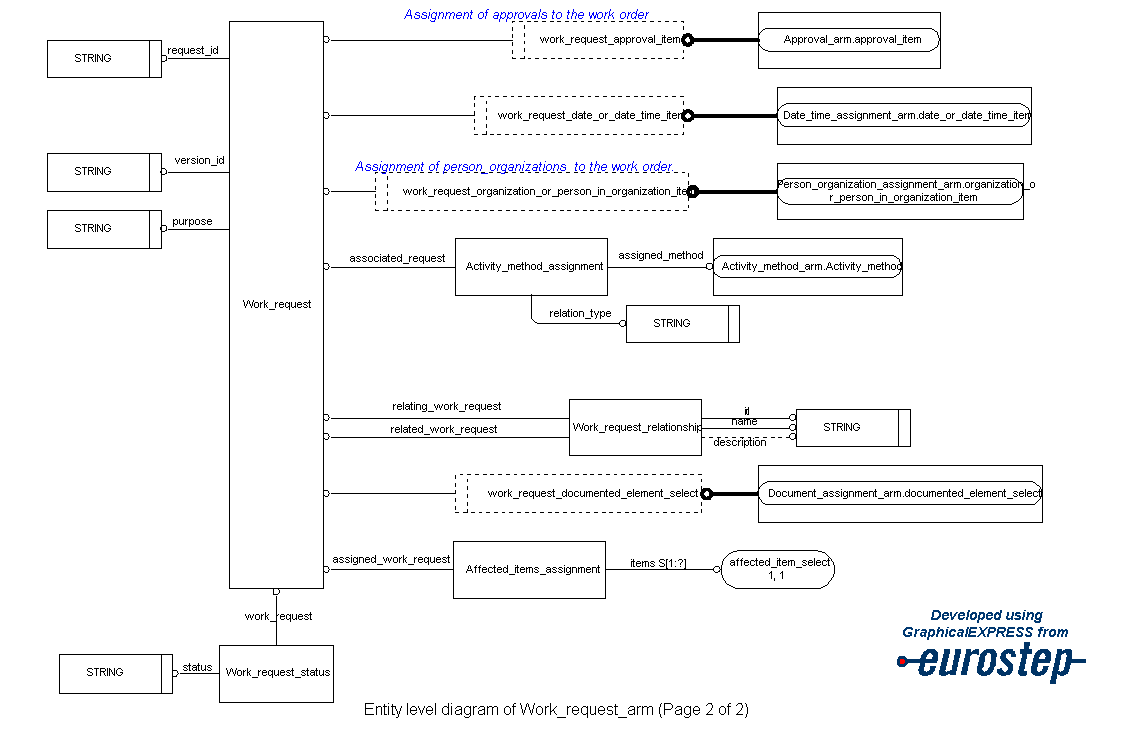 Assignment of approvals to the work order
work_request_approval_item
Approval_arm.approval_item
STRING
request_id
work_request_date_or_date_time_item
Date_time_assignment_arm.date_or_date_time_item
STRING
version_id
Assignment of person_organizations to the work order.
work_request_organization_or_person_in_organization_item
Person_organization_assignment_arm.organization_o
r_person_in_organization_item
STRING
purpose
associated_request
Activity_method_assignment
assigned_method
Activity_method_arm.Activity_method
Work_request
relation_type
STRING
relating_work_request
related_work_request
Work_request_relationship
id
name
description
STRING
work_request_documented_element_select
Document_assignment_arm.documented_element_select
assigned_work_request
Affected_items_assignment
items S[1:?]
affected_item_select
1, 1
work_request
STRING
status
Work_request_status
Developed using
GraphicalEXPRESS from
eurostep
Entity level diagram of Work_request_arm (Page 2 of 2)